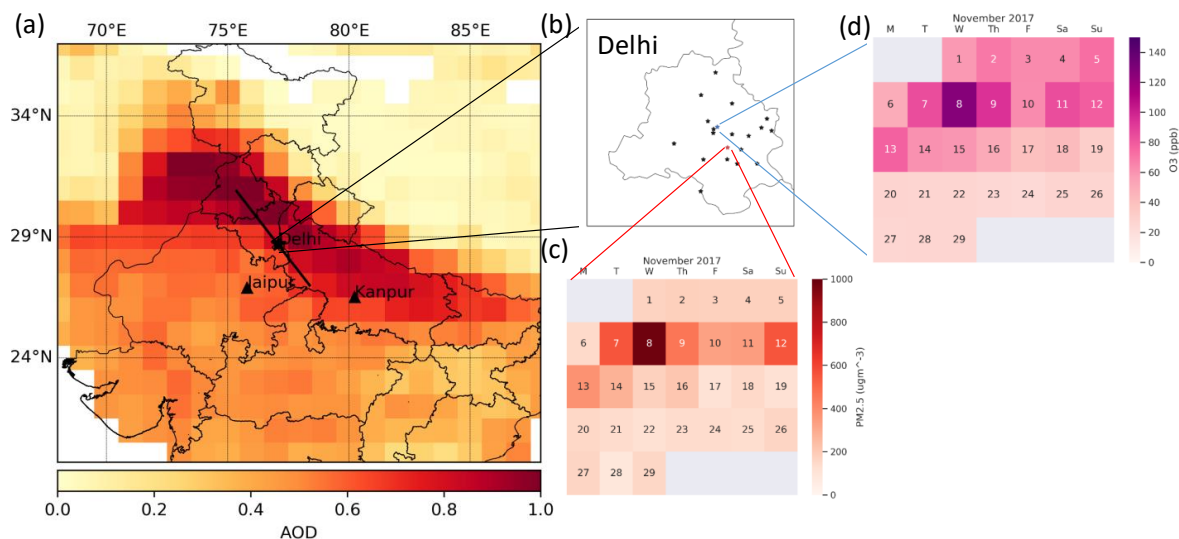 (a)
70°E 75°E 80°E 85°E
34°N
29°N
24°N
Delhi
Jaipur
Kanpur
0.0 0.2 0.4 0.6 0.8 1.0
AOD
(b)
Delhi
(c)
November 2017
M T W Th F Sa Su
1 2 3 4 5
6 7 8 9 10 11 12
13 14 15 16 17 18 19
20 21 22 23 24 25 26
27 28 29
1000
800
600
400
200
0
PM2.5 (ugm^-3)
(d)
November 2017
M T W Th F Sa Su
1 2 3 4 5
6 7 8 9 10 11 12
13 14 15 16 17 18 19
20 21 22 23 24 25 26
27 28 29
140
120
100
80
60
40
20
0
O3 (ppb)